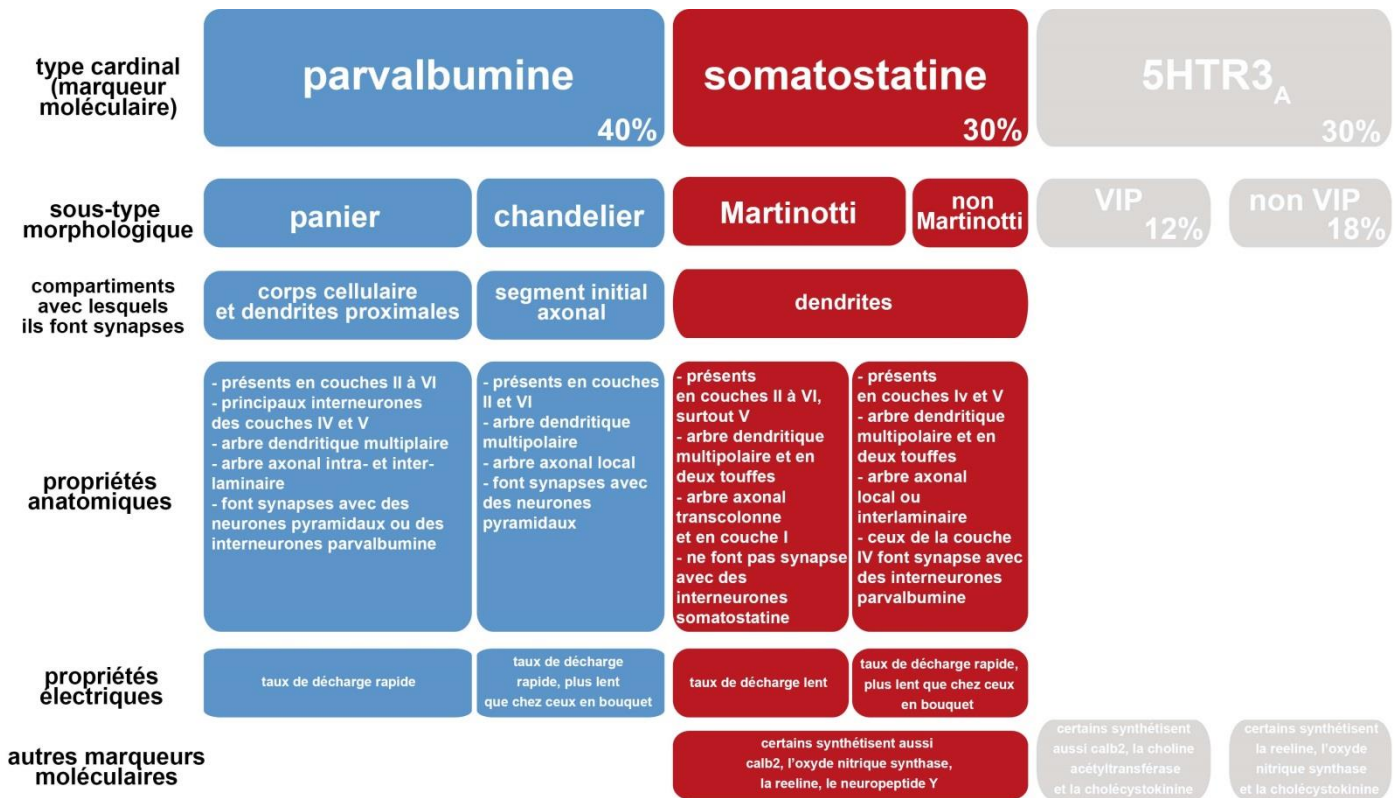 type cardinal
(marqueur
moléculaire)
parvalbumine
40%
somatostatine
30%
5HTR3A
30%
sous-type
morphologique
panier
chandelier
Martinotti
non
Martinotti
VIP
12%
non VIP
18%
compartiments
avec lesquels
ils font synapses
corps cellulaire
et dendrites proximales
segment initial
axonal
dendrites
propriétés
anatomiques
- présents en couches II à VI
- principaux interneurones
des couches IV et V
- arbre dendritique multiplaire
- arbre axonal intra- et inter-
laminaire
- font synapses avec des
neurones pyramidaux ou des
interneurones parvalbumine
- présents en couches
II et VI
- arbre dendritique
multipolaire
- arbre axonal local
- font synapses avec
des neurones
pyramidaux
- présents
en couches II à VI,
surtout V
- arbre dendritique
multipolaire et en
deux touffes
- arbre axonal
transcolonne
et en couche I
- ne font pas synapse
avec des
interneurones
somatostatine
- présents
en couches Iv et V
- arbre dendritique
multipolaire et en
deux touffes
- arbre axonal
local ou
interlaminaire
- ceux de la couche
IV font synapse avec
des interneurones
parvalbumine
propriétés
électriques
taux de décharge rapide
taux de décharge
rapide, plus lent
que chez ceux en bouquet
taux de décharge lent
taux de décharge rapide,
plus lent que chez ceux
en bouquet
autres marqueurs
moléculaires
certains synthétisent aussi
calb2, l'oxyde nitrique synthase,
la reeline, le neuropeptide Y
certains synthétisent
aussi calb2, la choline
acétyltransférase
et la cholécystokinine
certains synthétisent
la reeline, l'oxyde
nitrique synthase
et la cholécystokinine